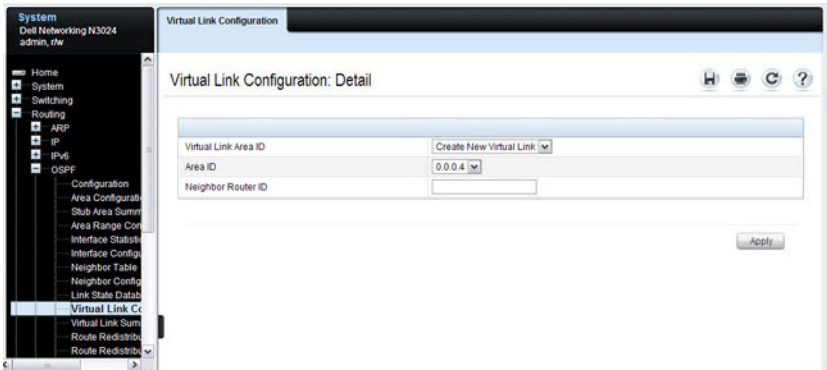 System
Dell Networking N3024
admin, r/w
Home
System
Switching
Routing
ARP
IP
IPv6
OSPF
Configuration
Area Configurati
Stub Area Summ
Area Range Con
Interface Statistic
Interface Configu
Neighbor Table
Neighbor Config
Link State Datab
Virtual Link Co
Virtual Link Sum
Route Redistribu
Route Redistribu
Virtual Link Configuration
Virtual Link Configuration: Detail
?
Virtual Link Area ID
Create New Virtual Link
Area ID
0.0.0.4
Neighbor Router ID
Apply